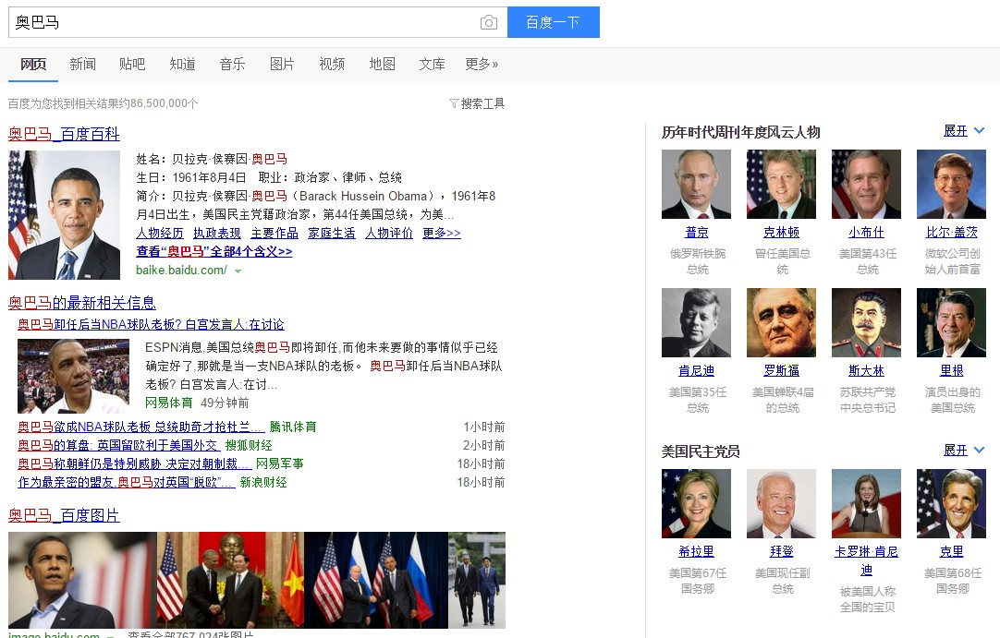 奥巴马
百度一下
网页 新闻 贴吧 知道 音乐 图片 视频 地图 文库 更多»
百度为您找到相关结果约86,500,000个
搜索工具
奥巴马_百度百科
姓名：贝拉克·侯赛因·奥巴马
生日：1961年8月4日 职业：政治家、律师、总统
简介：贝拉克·侯赛因·奥巴马（Barack Hussein Obama），1961年8
月4日出生，美国民主党籍政治家，第44任美国总统，为美...
人物经历 执政表现 主要作品 家庭生活 人物评价 更多>>
查看“奥巴马”全部4个含义>>
baike.baidu.com/
奥巴马的最新相关信息
奥巴马卸任后当NBA球队老板? 白宫发言人:在讨论
ESPN消息,美国总统奥巴马即将卸任,而他未来要做的事情似乎已经
确定好了,那就是当一支NBA球队的老板。 奥巴马卸任后当NBA球队
老板? 白宫发言人:在讨...
网易体育 49分钟前
奥巴马欲成NBA球队老板 总统助奇才抢杜兰... 腾讯体育 1小时前
奥巴马的算盘: 英国留欧利于美国外交 搜狐财经 2小时前
奥巴马称朝鲜仍是特别威胁 决定对朝制裁... 网易军事 18小时前
作为最亲密的盟友,奥巴马对英国“脱欧”... 新浪财经 18小时前
奥巴马_百度图片
image.baidu.com 查看全部767,024张图片
历年时代周刊年度风云人物 展开
普京 克林顿 小布什 比尔·盖茨
俄罗斯铁腕 曾任美国总 美国第43任 微软公司创
总统 统 总统 始人前首富
肯尼迪 罗斯福 斯大林 里根
美国第35任 美国蝉联4届 苏联共产党 演员出身的
总统 的总统 中央总书记 美国总统
美国民主党员 展开
希拉里 拜登 卡罗琳·肯尼 克里
迪
美国第67任 美国现任副 被美国人称 美国第68任
国务卿 总统 全国的宝贝 国务卿